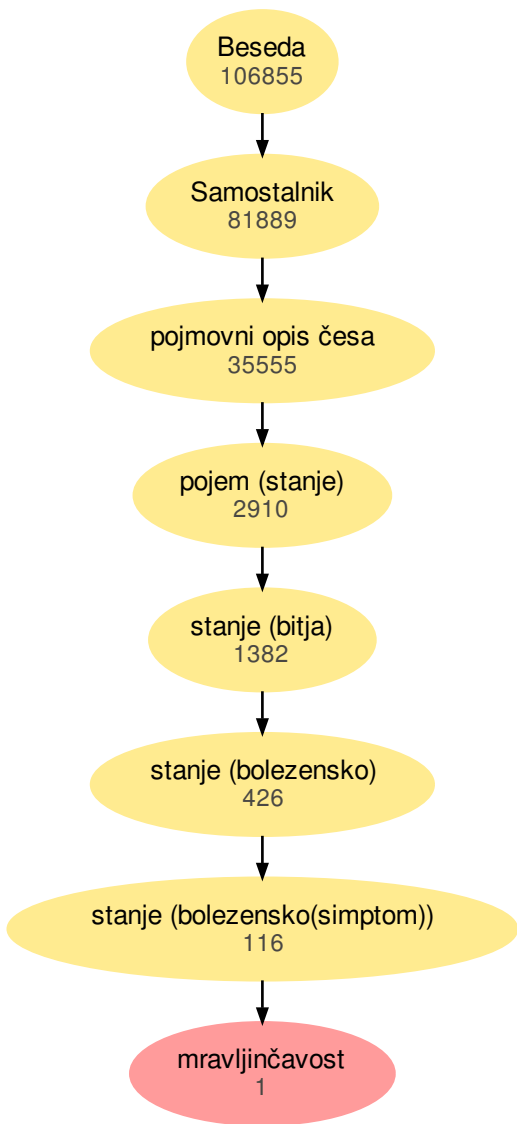 Beseda
106855
Samostalnik
81889
pojmovni opis česa
35555
pojem (stanje)
2910
stanje (bitja)
1382
stanje (bolezensko)
426
stanje (bolezensko(simptom))
116
mravljinčavost
1